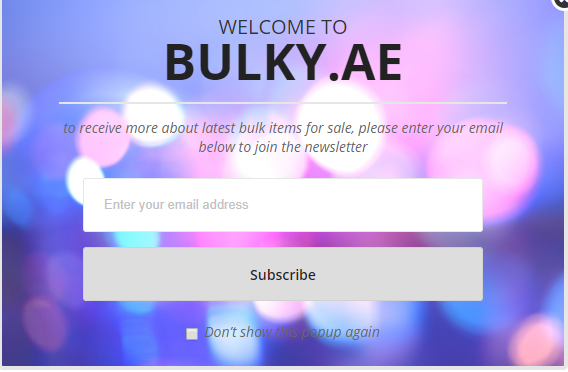 WELCOME TO
BULKY.AE
to receive more about latest bulk items for sale, please enter your email
below to join the newsletter
Enter your email address
Subscribe
Don't show this popup again